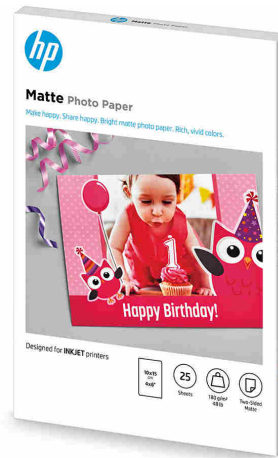 hp
Matte Photo Paper
Make happy. Share happy. Bright matte photo paper. Rich, vivid colors.
1
Happy Birthday!
Designed for INKJET printers
10x15
cm
4x6"
25
Sheets
180 g/m²
48 lb
Two-Sided
Matte